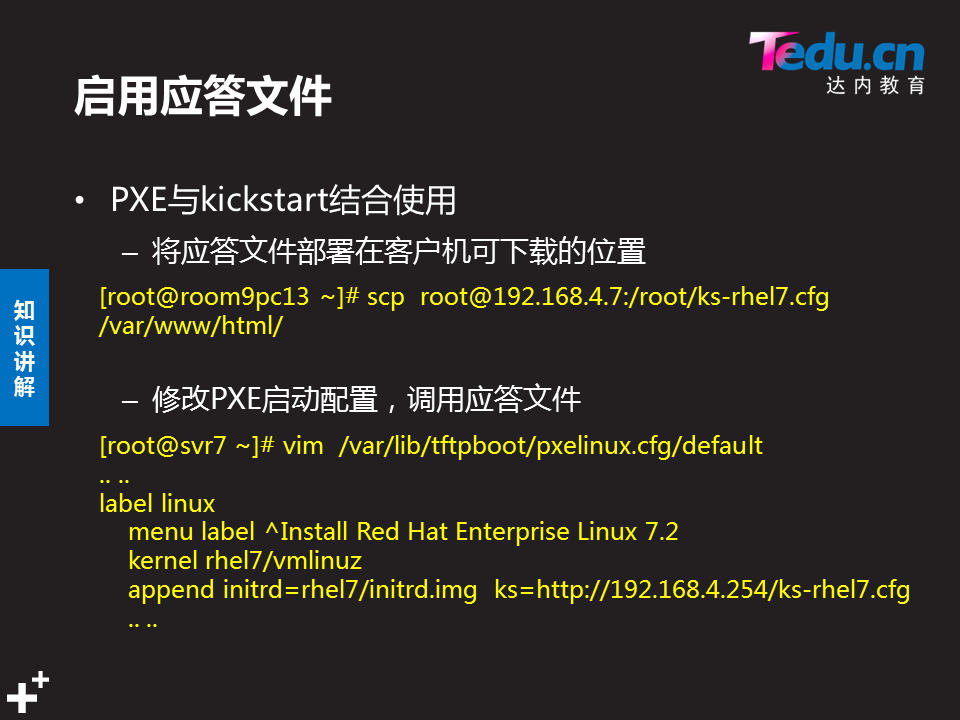 Tedu.cn
达内教育
启用应答文件
• PXE与kickstart结合使用
– 将应答文件部署在客户机可下载的位置
[root@room9pc13 ~]# scp  root@192.168.4.7:/root/ks-rhel7.cfg
/var/www/html/
知识讲解
– 修改PXE启动配置，调用应答文件
[root@svr7 ~]# vim  /var/lib/tftpboot/pxelinux.cfg/default
.. ..
label linux
menu label ^Install Red Hat Enterprise Linux 7.2
kernel rhel7/vmlinuz
append initrd=rhel7/initrd.img  ks=http://192.168.4.254/ks-rhel7.cfg
.. ..